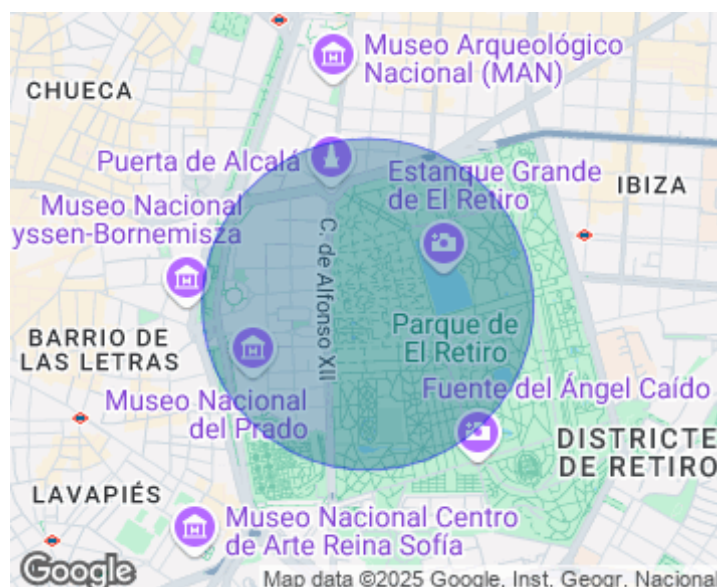 Museo Arqueológico
Nacional (MAN)
CHUECA
Puerta de Alcalá
Estanque Grande
de El Retiro
IBIZA
Museo Nacional
yssen-Bornemisza
C. de Alfonso XII
Parque de
El Retiro
BARRIO DE
LAS LETRAS
Museo Nacional
del Prado
Fuente del Ángel Caído
DISTRICTE
DE RETIRO
LAVAPIÉS
Museo Nacional Centro
de Arte Reina Sofía
Google
Map data ©2025 Google, Inst. Geogr. Nacional